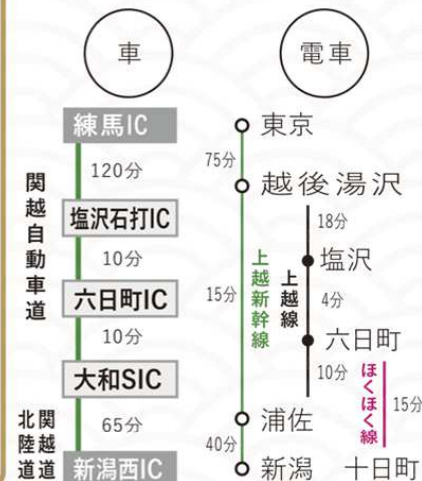 車
練馬IC
120分
塩沢石打IC
10分
六日町IC
10分
大和SIC
65分
新潟西IC
関越自動車道
関越道
北陸道
電車
東京
75分
越後湯沢
18分
塩沢
4分
六日町
10分
15分
浦佐
40分
新潟
上越新幹線
上越線
ほくほく線
15分
十日町